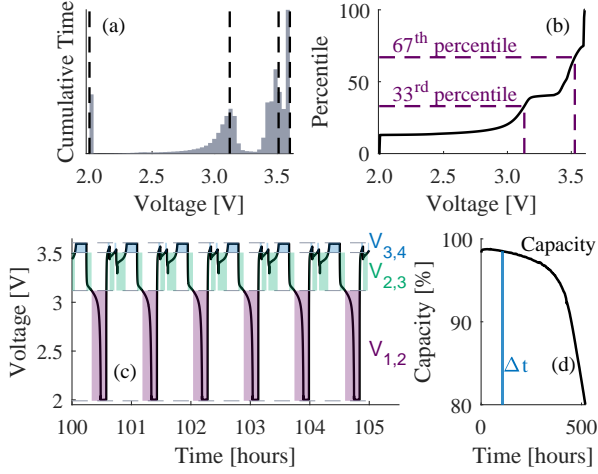 (a)
Cumulative Time
2.0 2.5 3.0 3.5
Voltage [V]
(b)
100
67th percentile
50
33rd percentile
0
Percentile
2.0 2.5 3.0 3.5
Voltage [V]
3.5
3
2.5
2
Voltage [V]
V3,4
V2,3
V1,2
(c)
100 101 102 103 104 105
Time [hours]
100
90
80
Capacity [%]
Capacity
Δt
(d)
0 500
Time [hours]